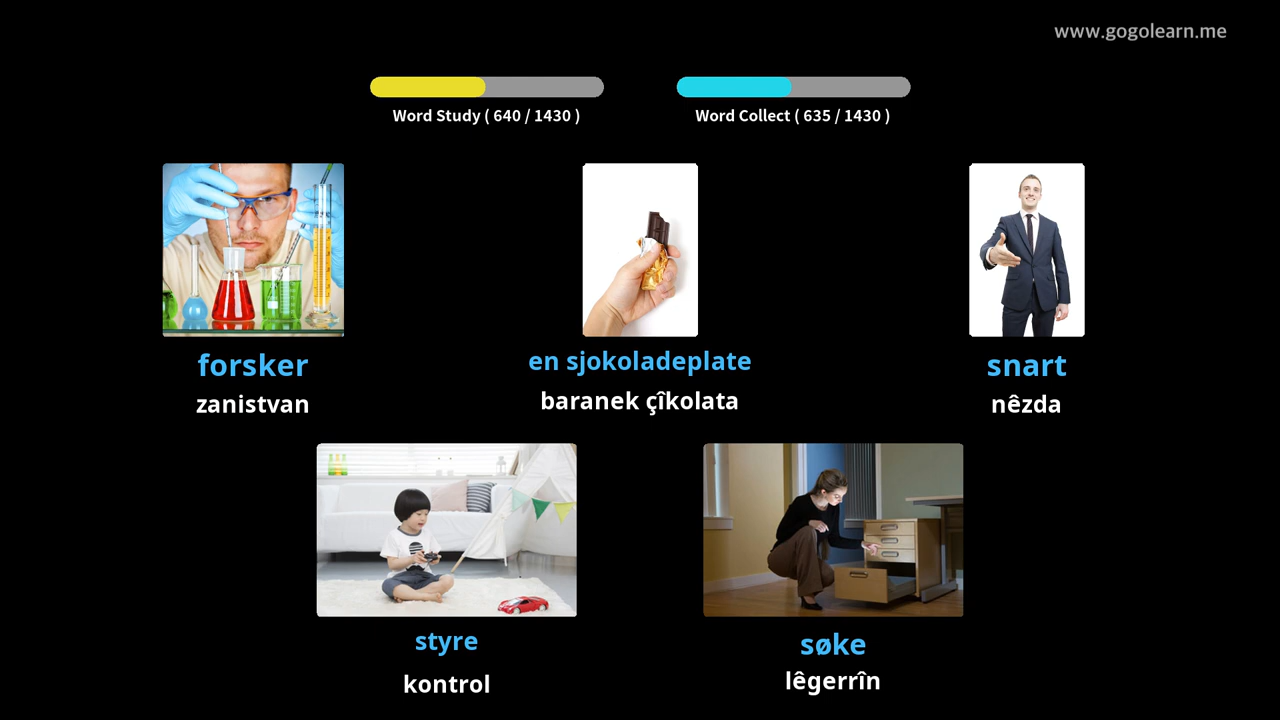 www.gogolearn.me
Word Study ( 640 / 1430 )
Word Collect ( 635 / 1430 )
forsker
zanistvan
en sjokoladeplate
baranek çîkolata
snart
nêzda
styre
kontrol
søke
lêgerrîn